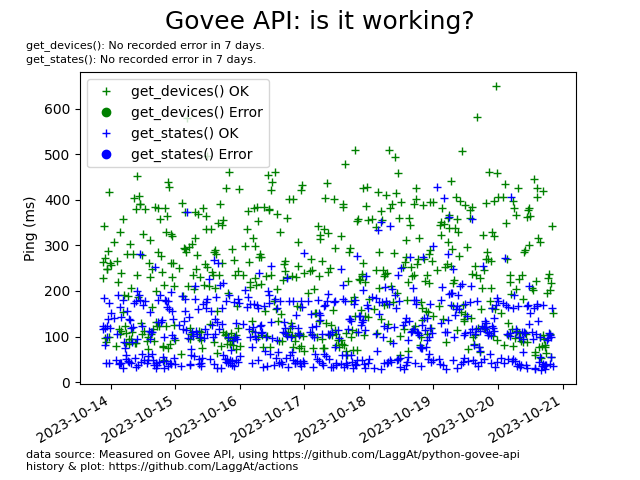 Govee API: is it working?
get_devices(): No recorded error in 7 days.
get_states(): No recorded error in 7 days.
get_devices() OK
get_devices() Error
get_states() OK
get_states() Error
Ping (ms)
600
500
400
300
200
100
0
2023-10-14
2023-10-15
2023-10-16
2023-10-17
2023-10-18
2023-10-19
2023-10-20
2023-10-21
data source: Measured on Govee API, using https://github.com/LaggAt/python-govee-api
history & plot: https://github.com/LaggAt/actions